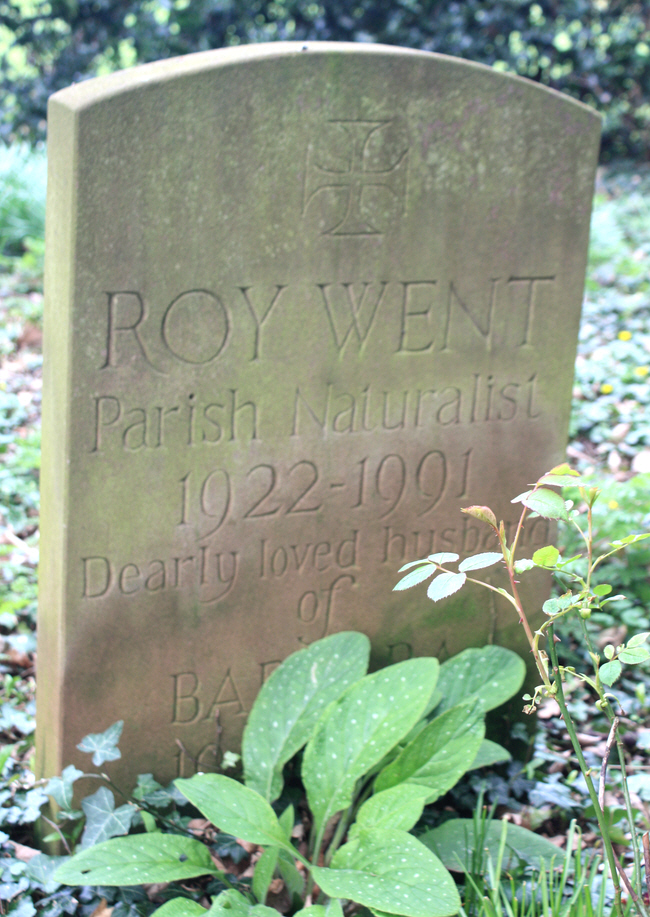 ROY WENT
Parish Naturalist
1922-1991
Dearly loved husband
of